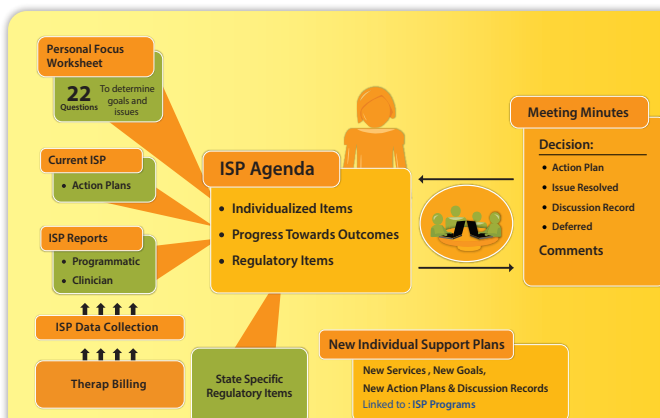 Personal Focus
Worksheet
22
Questions
To determine
goals and
issues
Current ISP
• Action Plans
ISP Reports
• Programmatic
• Clinician
ISP Data Collection
Therap Billing
ISP Agenda
• Individualized Items
• Progress Towards Outcomes
• Regulatory Items
State Specific
Regulatory Items
Meeting Minutes
Decision:
• Action Plan
• Issue Resolved
• Discussion Record
• Deferred
Comments
New Individual Support Plans
New Services , New Goals,
New Action Plans & Discussion Records
Linked to : ISP Programs